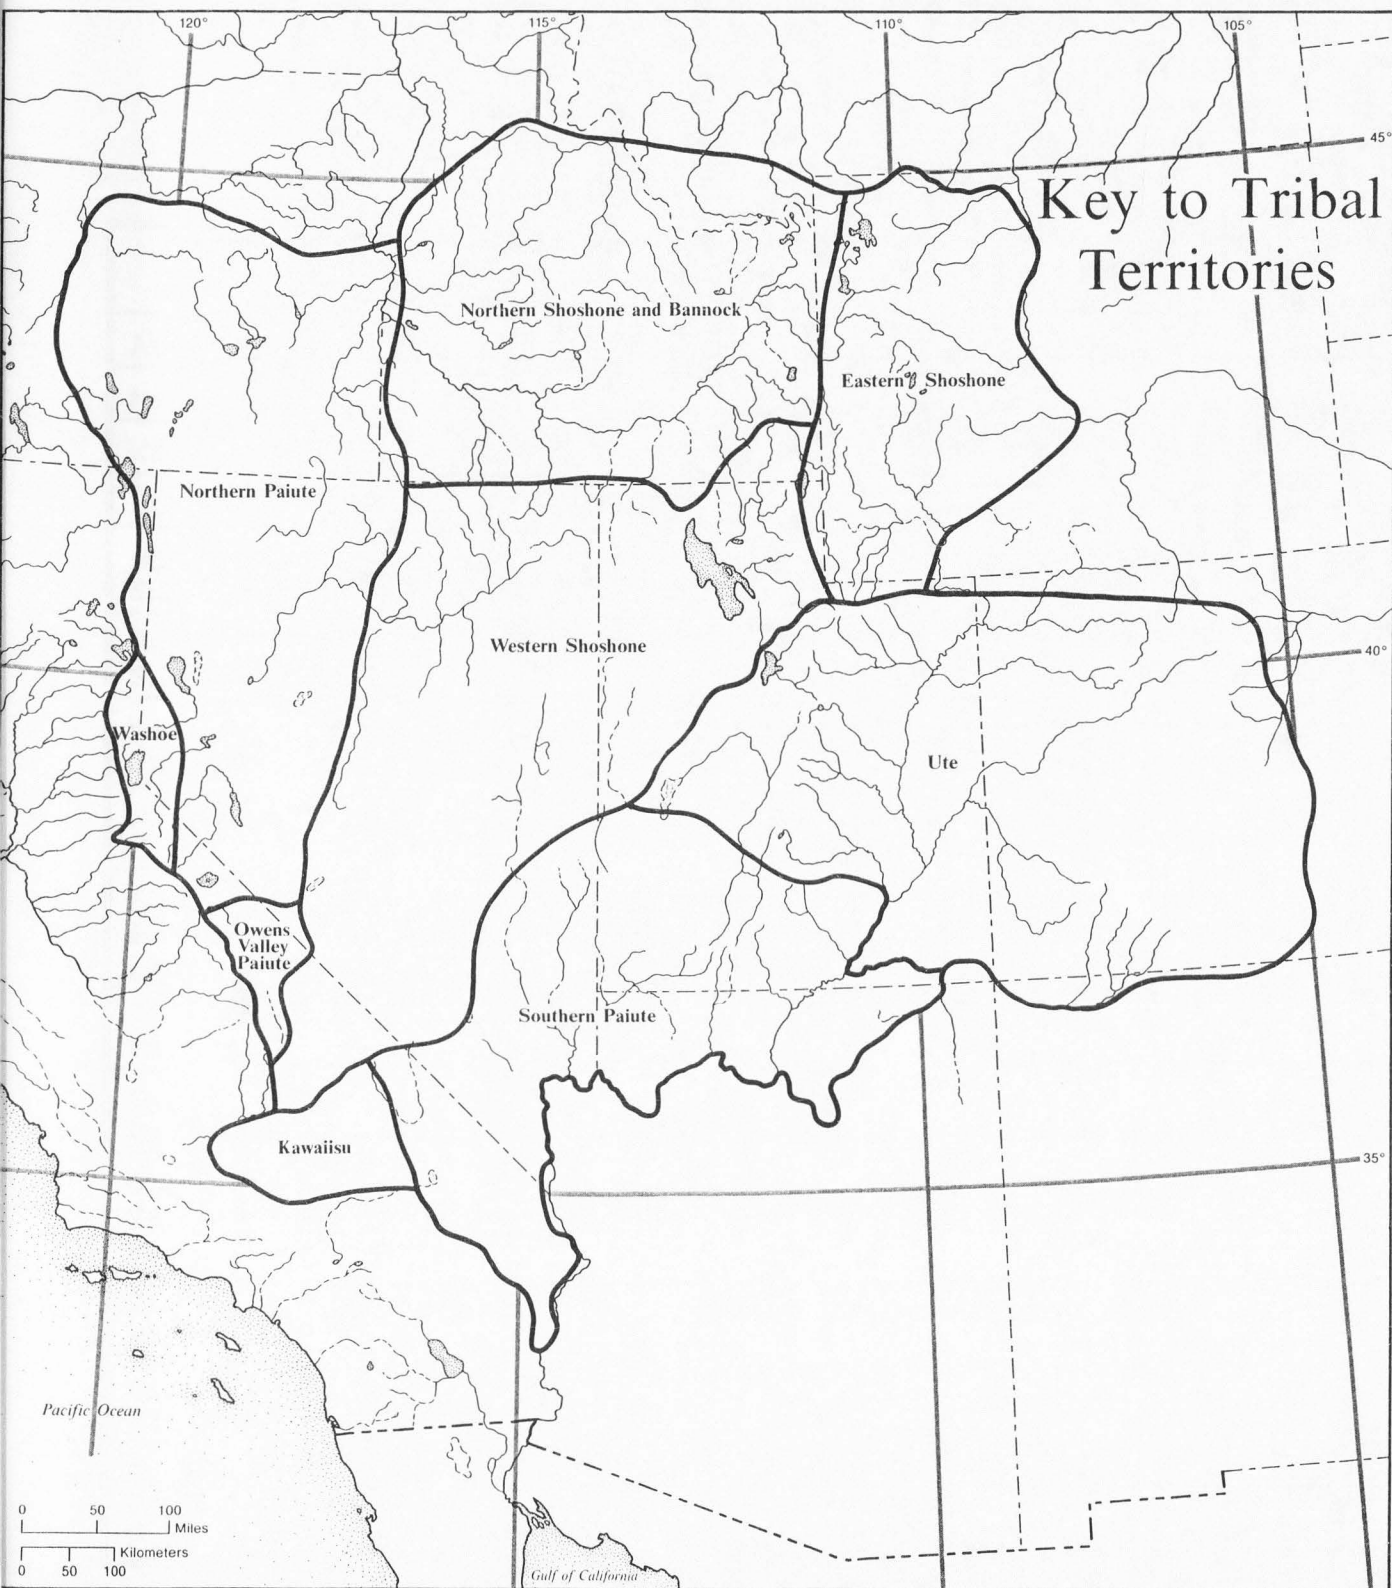 120°
115°
110°
105°
45°
Key to Tribal
Territories
Northern Shoshone and Bannock
Eastern Shoshone
Northern Paiute
Western Shoshone
40°
Washoe
Ute
Owens
Valley
Paiute
Southern Paiute
Kawaiisu
35°
Pacific Ocean
0 50 100
Miles
Kilometers
0 50 100
Gulf of California